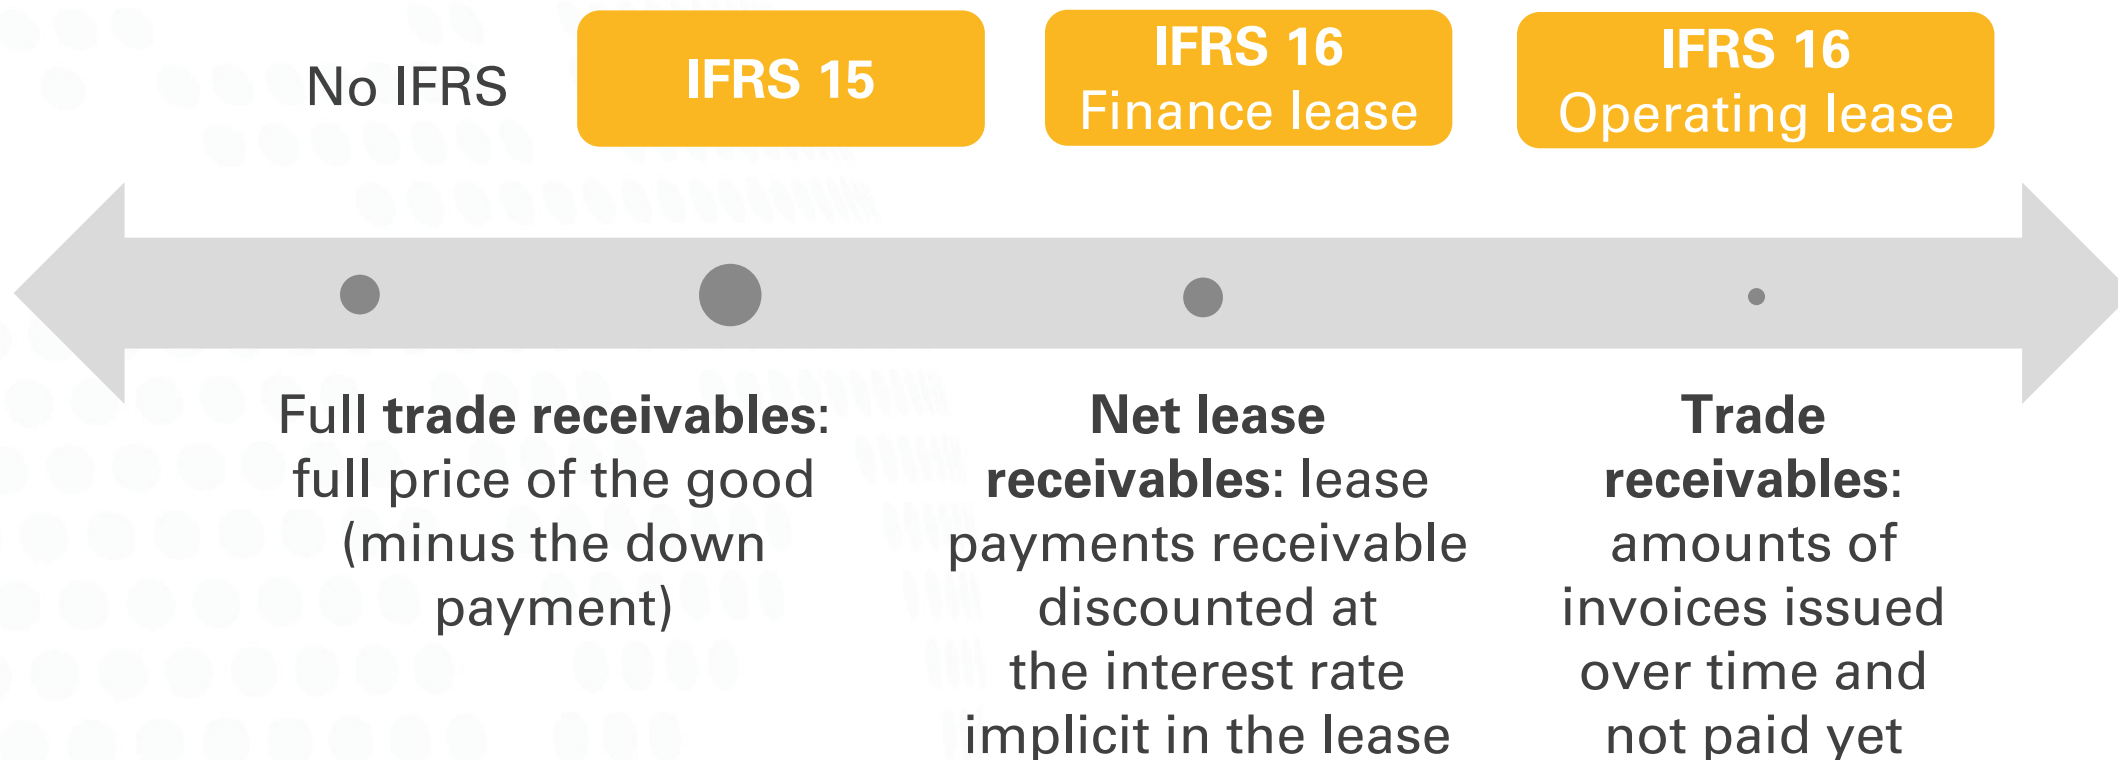 No IFRS
IFRS 15
IFRS 16
Finance lease
IFRS 16
Operating lease
Full trade receivables:
full price of the good
(minus the down
payment)
Net lease
receivables: lease
payments receivable
discounted at
the interest rate
implicit in the lease
Trade
receivables:
amounts of
invoices issued
over time and
not paid yet